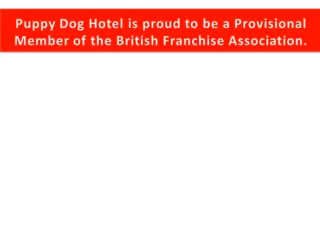 Puppy Dog Hotel is proud to be a Provisional
Member of the British Franchise Association.